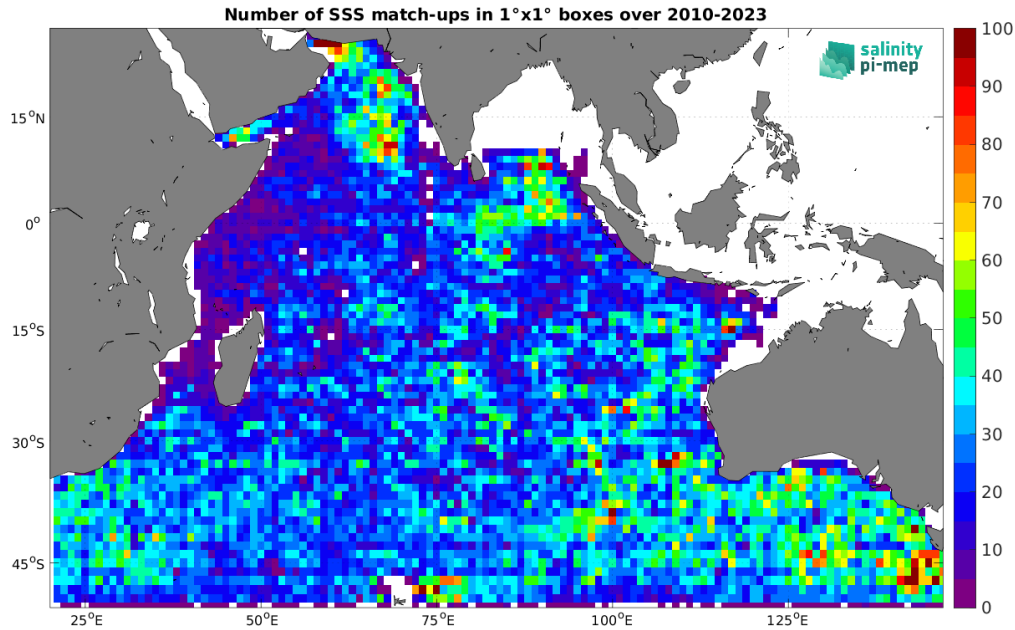 Number of SSS match-ups in 1°x1° boxes over 2010-2023
salinity
pi-mep
15°N
0°
15°S
30°S
45°S
25°E
50°E
75°E
100°E
125°E
100
90
80
70
60
50
40
30
20
10
0